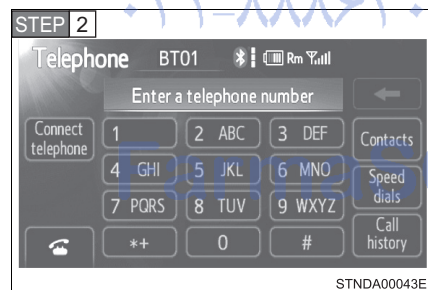 STEP 2
Telephone BT01 Rm
Enter a telephone number
Connect
telephone
1
2 ABC
3 DEF
Contacts
4 GHI
5 JKL
6 MNO
Speed
dials
7 PQRS
8 TUV
9 WXYZ
Call
history
*+
0
#
STNDA00043E